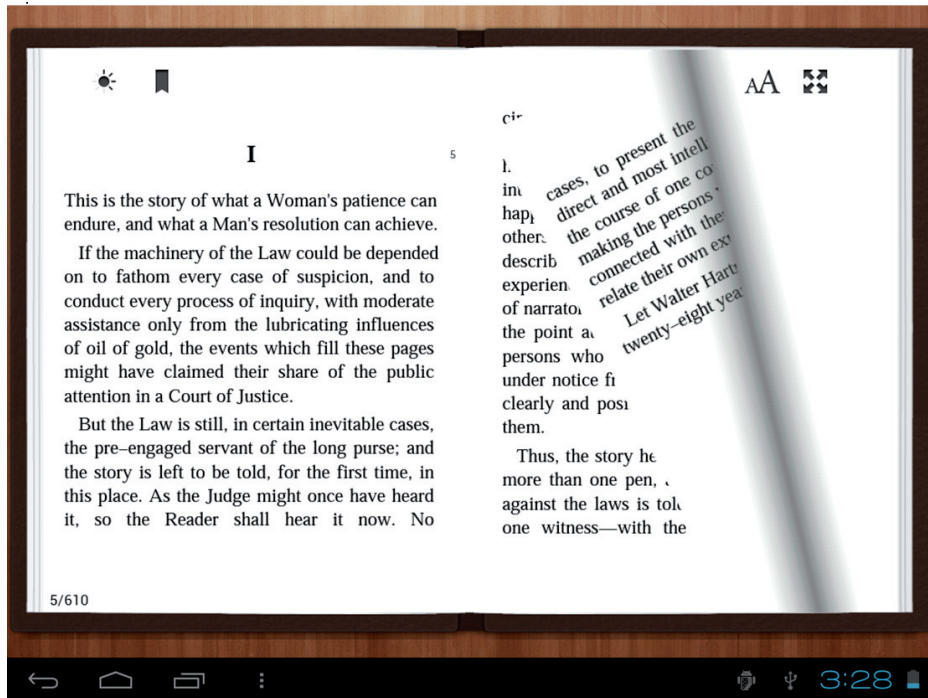 AA
I
5
This is the story of what a Woman's patience can
endure, and what a Man's resolution can achieve.
If the machinery of the Law could be depended
on to fathom every case of suspicion, and to
conduct every process of inquiry, with moderate
assistance only from the lubricating influences
of oil of gold, the events which fill these pages
might have claimed their share of the public
attention in a Court of Justice.
But the Law is still, in certain inevitable cases,
the pre–engaged servant of the long purse; and
the story is left to be told, for the first time, in
this place. As the Judge might once have heard
it, so the Reader shall hear it now. No
5/610
of
the point
persons who
under notice
clearly and
them.
Thus, the story
more than one pen,
against the laws is
one witness—with the
cases, to present the
direct and most
the course of one
making the persons
connected with
relate their own
Let Walter
twenty–eight
3:28